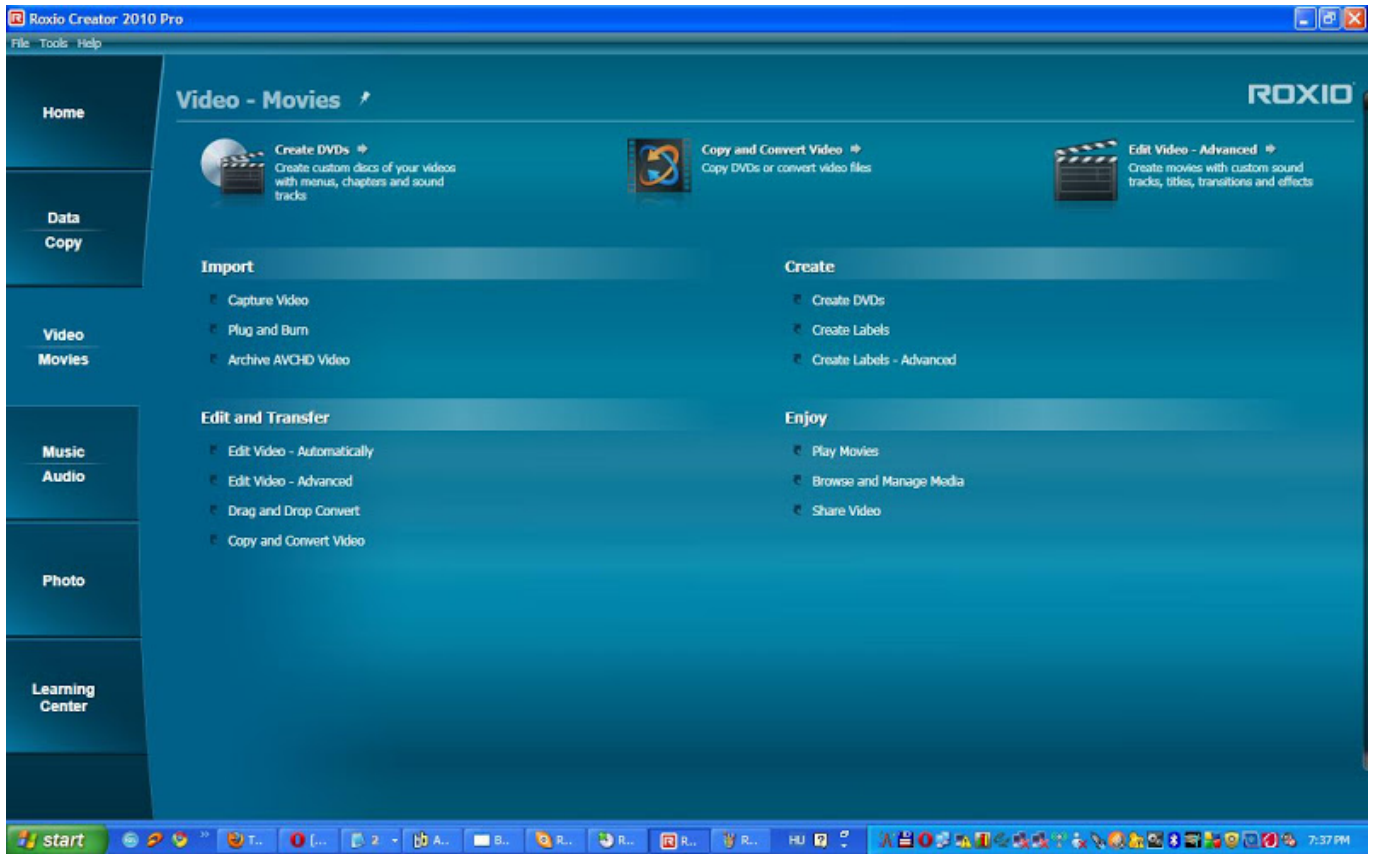 Roxio Creator 2010 Pro
File Tools Help
Home
Data
Copy
Video
Movies
Music
Audio
Photo
Learning
Center
Video - Movies
ROXIO
Create DVDs
Create custom discs of your videos
with menus, chapters and sound
tracks
Copy and Convert Video
Copy DVDs or convert video files
Edit Video - Advanced
Create movies with custom sound
tracks, titles, transitions and effects
Import
Capture Video
Plug and Burn
Archive AVCHD Video
Create
Create DVDs
Create Labels
Create Labels - Advanced
Edit and Transfer
Edit Video - Automatically
Edit Video - Advanced
Drag and Drop Convert
Copy and Convert Video
Enjoy
Play Movies
Browse and Manage Media
Share Video
start T.. [... 2 A.. B.. R.. R.. R.. R.. HU 7:37 PM